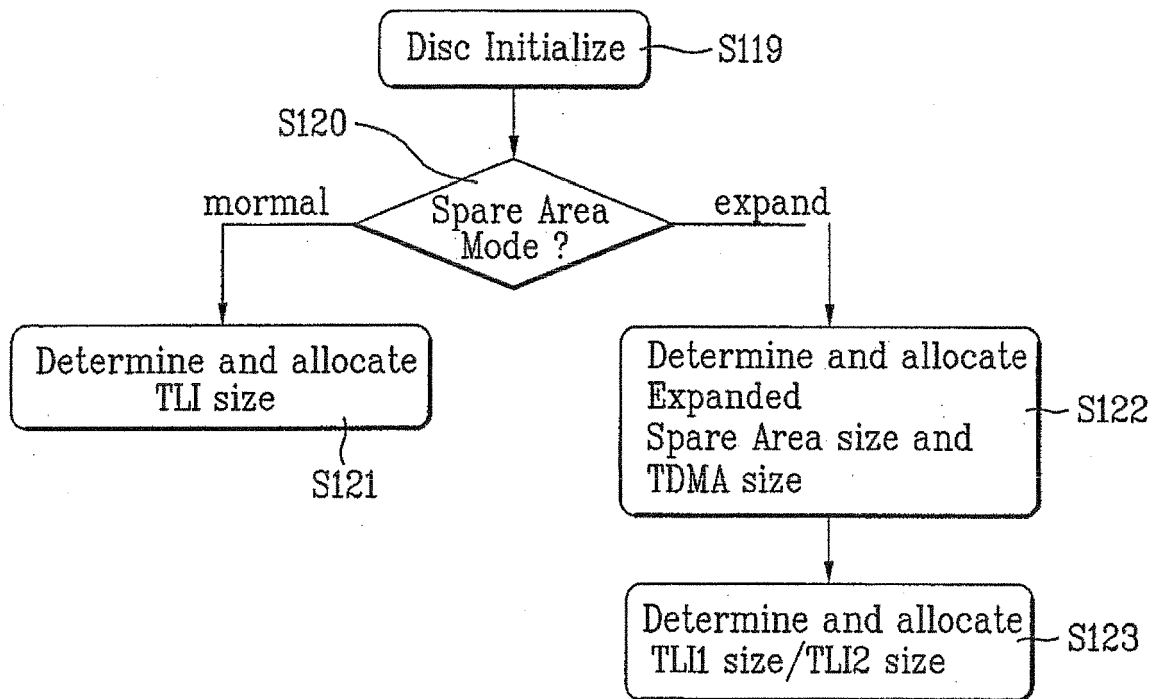 Disc Initialize
S119
S120
mormal
Spare Area
Mode ?
expand
Determine and allocate
TLI size
S121
Determine and allocate
Expanded
Spare Area size and
TDMA size
S122
Determine and allocate
TLI1 size/TLI2 size
S123